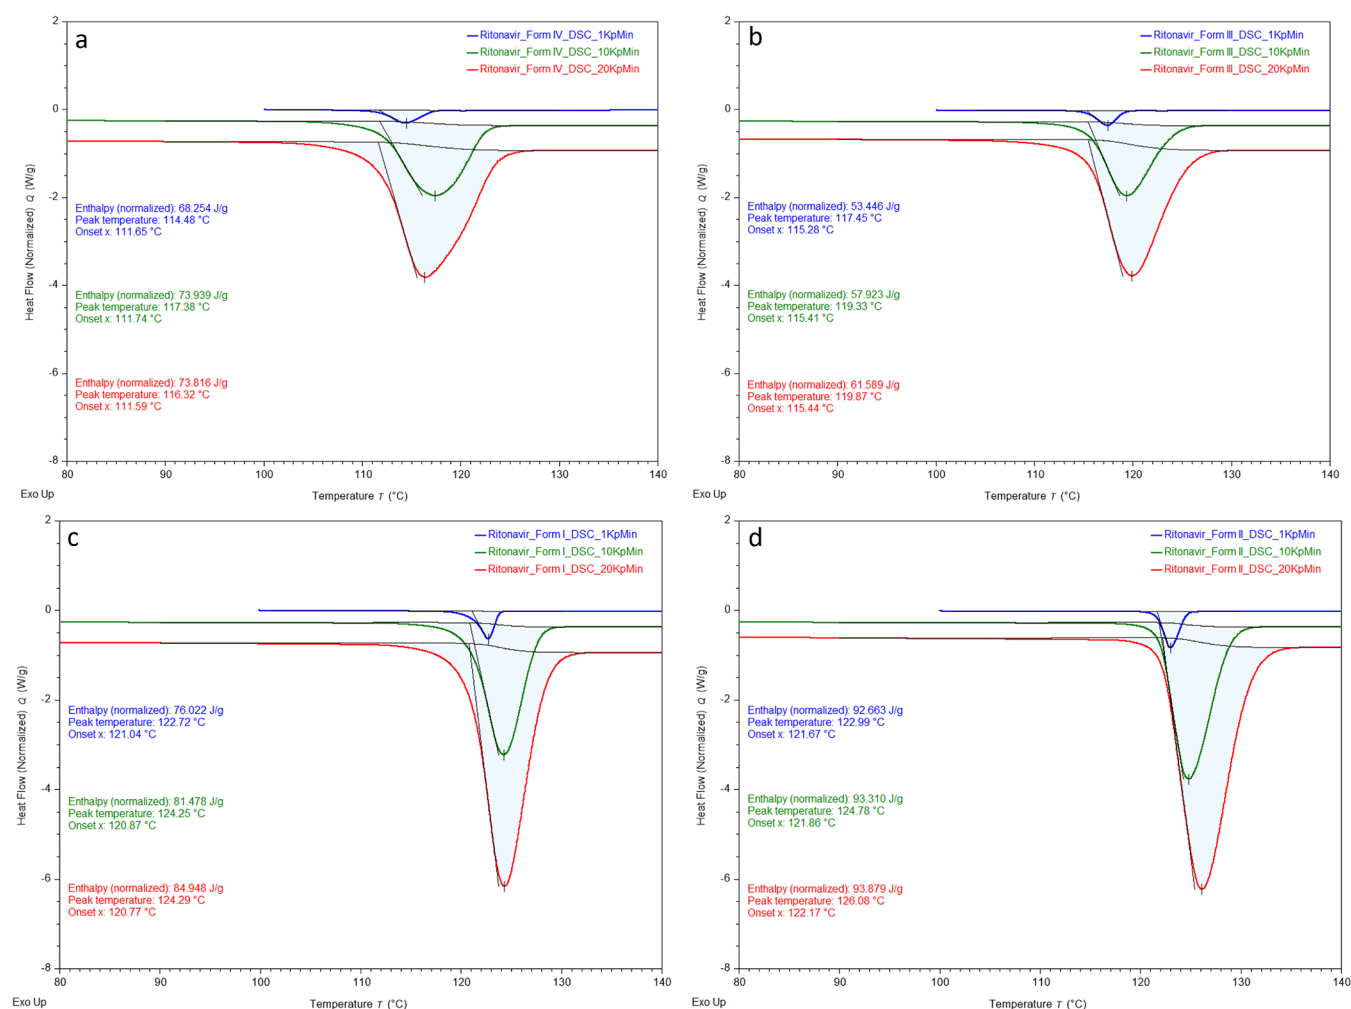 a
Ritonavir_Form IV_DSC_1KpMin
Ritonavir_Form IV_DSC_10KpMin
Ritonavir_Form IV_DSC_20KpMin
2
0
-2
-4
-6
-8
Heat Flow (Normalized) Q (W/g)
Enthalpy (normalized): 68.254 J/g
Peak temperature: 114.48 °C
Onset x: 111.65 °C
Enthalpy (normalized): 73.939 J/g
Peak temperature: 117.38 °C
Onset x: 111.74 °C
Enthalpy (normalized): 73.816 J/g
Peak temperature: 116.32 °C
Onset x: 111.59 °C
80 90 100 110 120 130 140
Exo Up
Temperature T (°C)
b
Ritonavir_Form III_DSC_1KpMin
Ritonavir_Form III_DSC_10KpMin
Ritonavir_Form III_DSC_20KpMin
2
0
-2
-4
-6
-8
Heat Flow (Normalized) Q (W/g)
Enthalpy (normalized): 53.446 J/g
Peak temperature: 117.45 °C
Onset x: 115.28 °C
Enthalpy (normalized): 57.923 J/g
Peak temperature: 119.33 °C
Onset x: 115.41 °C
Enthalpy (normalized): 61.589 J/g
Peak temperature: 119.87 °C
Onset x: 115.44 °C
80 90 100 110 120 130 140
Exo Up
Temperature T (°C)
c
Ritonavir_Form I_DSC_1KpMin
Ritonavir_Form I_DSC_10KpMin
Ritonavir_Form I_DSC_20KpMin
2
0
-2
-4
-6
-8
Heat Flow (Normalized) Q (W/g)
Enthalpy (normalized): 76.022 J/g
Peak temperature: 122.72 °C
Onset x: 121.04 °C
Enthalpy (normalized): 81.478 J/g
Peak temperature: 124.25 °C
Onset x: 120.87 °C
Enthalpy (normalized): 84.948 J/g
Peak temperature: 124.29 °C
Onset x: 120.77 °C
80 90 100 110 120 130 140
Exo Up
Temperature T (°C)
d
Ritonavir_Form II_DSC_1KpMin
Ritonavir_Form II_DSC_10KpMin
Ritonavir_Form II_DSC_20KpMin
2
0
-2
-4
-6
-8
Heat Flow (Normalized) Q (W/g)
Enthalpy (normalized): 92.663 J/g
Peak temperature: 122.99 °C
Onset x: 121.67 °C
Enthalpy (normalized): 93.310 J/g
Peak temperature: 124.78 °C
Onset x: 121.86 °C
Enthalpy (normalized): 93.879 J/g
Peak temperature: 126.08 °C
Onset x: 122.17 °C
80 90 100 110 120 130 140
Exo Up
Temperature T (°C)